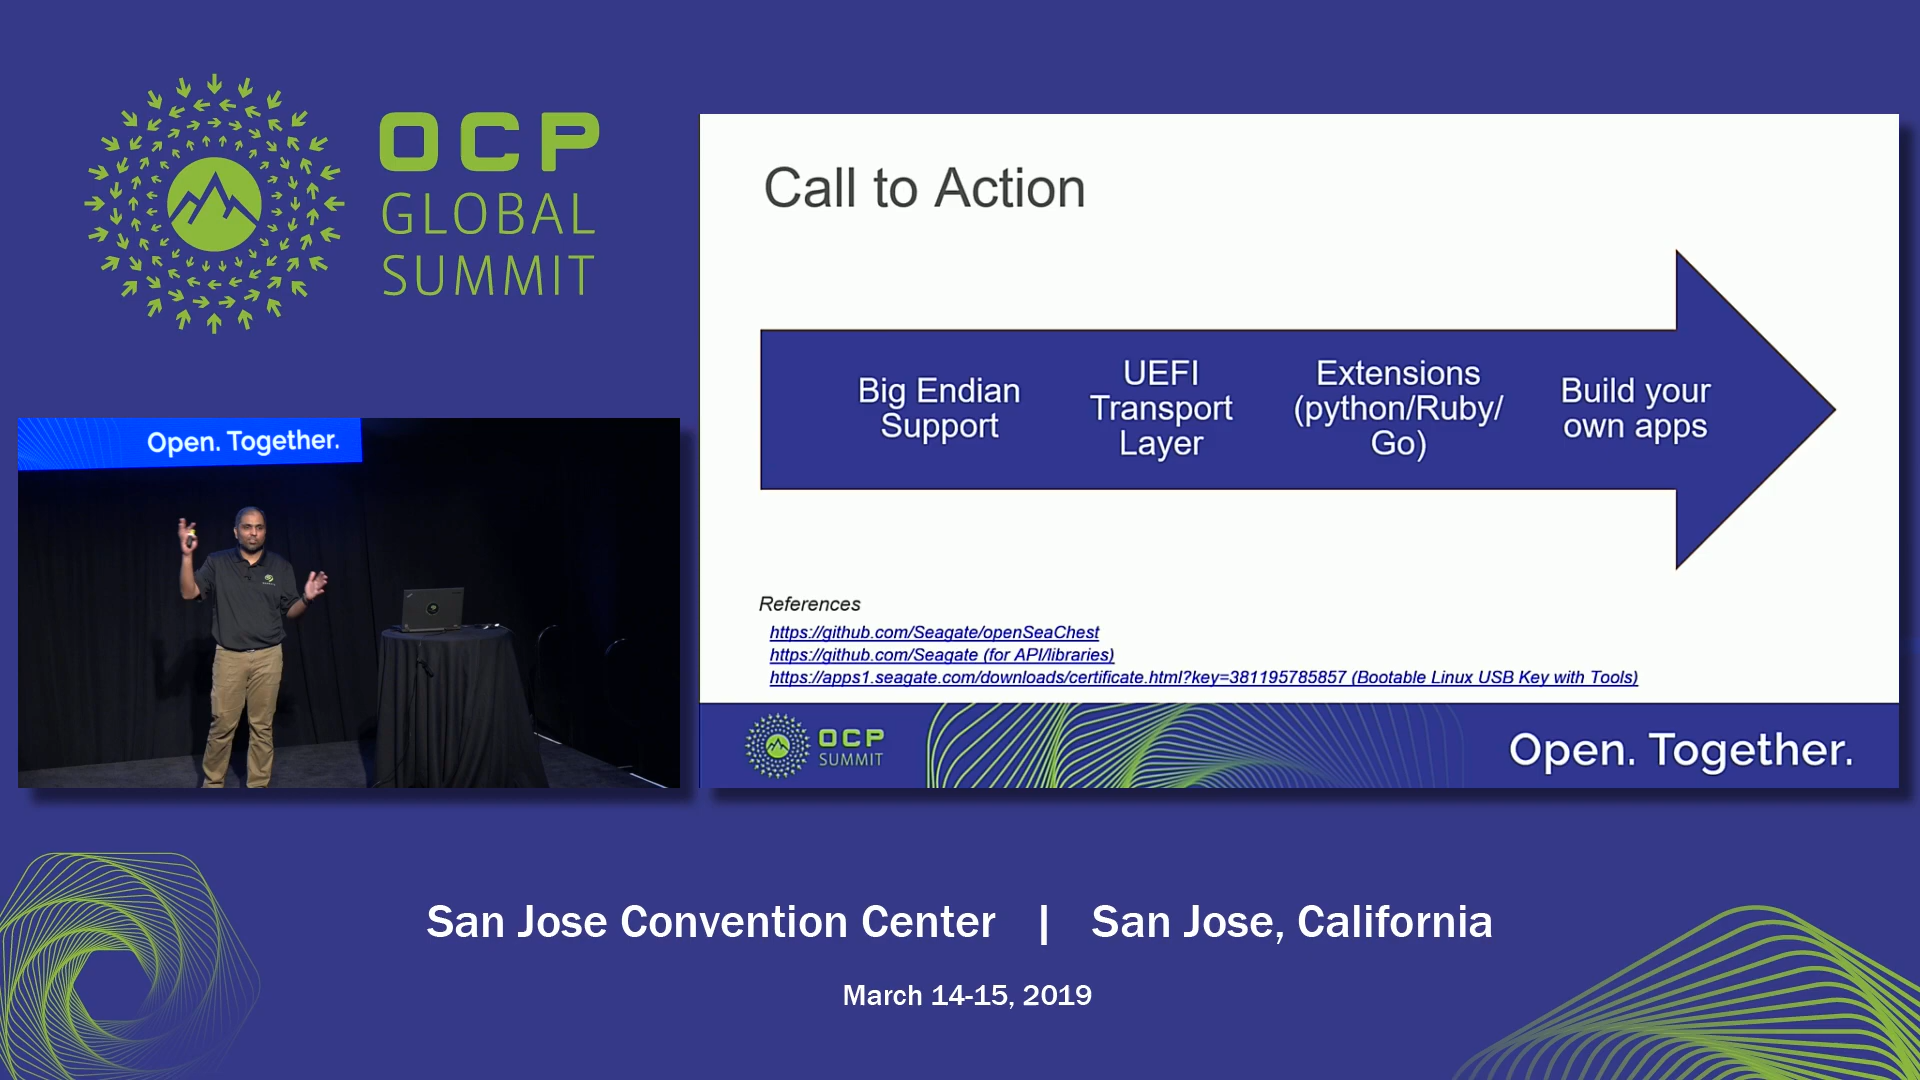 OCP
GLOBAL
SUMMIT
Open. Together.
Call to Action
Big Endian
Support
UEFI
Transport
Layer
Extensions
(python/Ruby/
Go)
Build your
own apps
References
https://github.com/Seagate/openSeaChest
https://github.com/Seagate (for API/libraries)
https://apps1.seagate.com/downloads/certificate.html?key=381195785857 (Bootable Linux USB Key with Tools)
OCP
SUMMIT
Open. Together.
San Jose Convention Center | San Jose, California
March 14-15, 2019